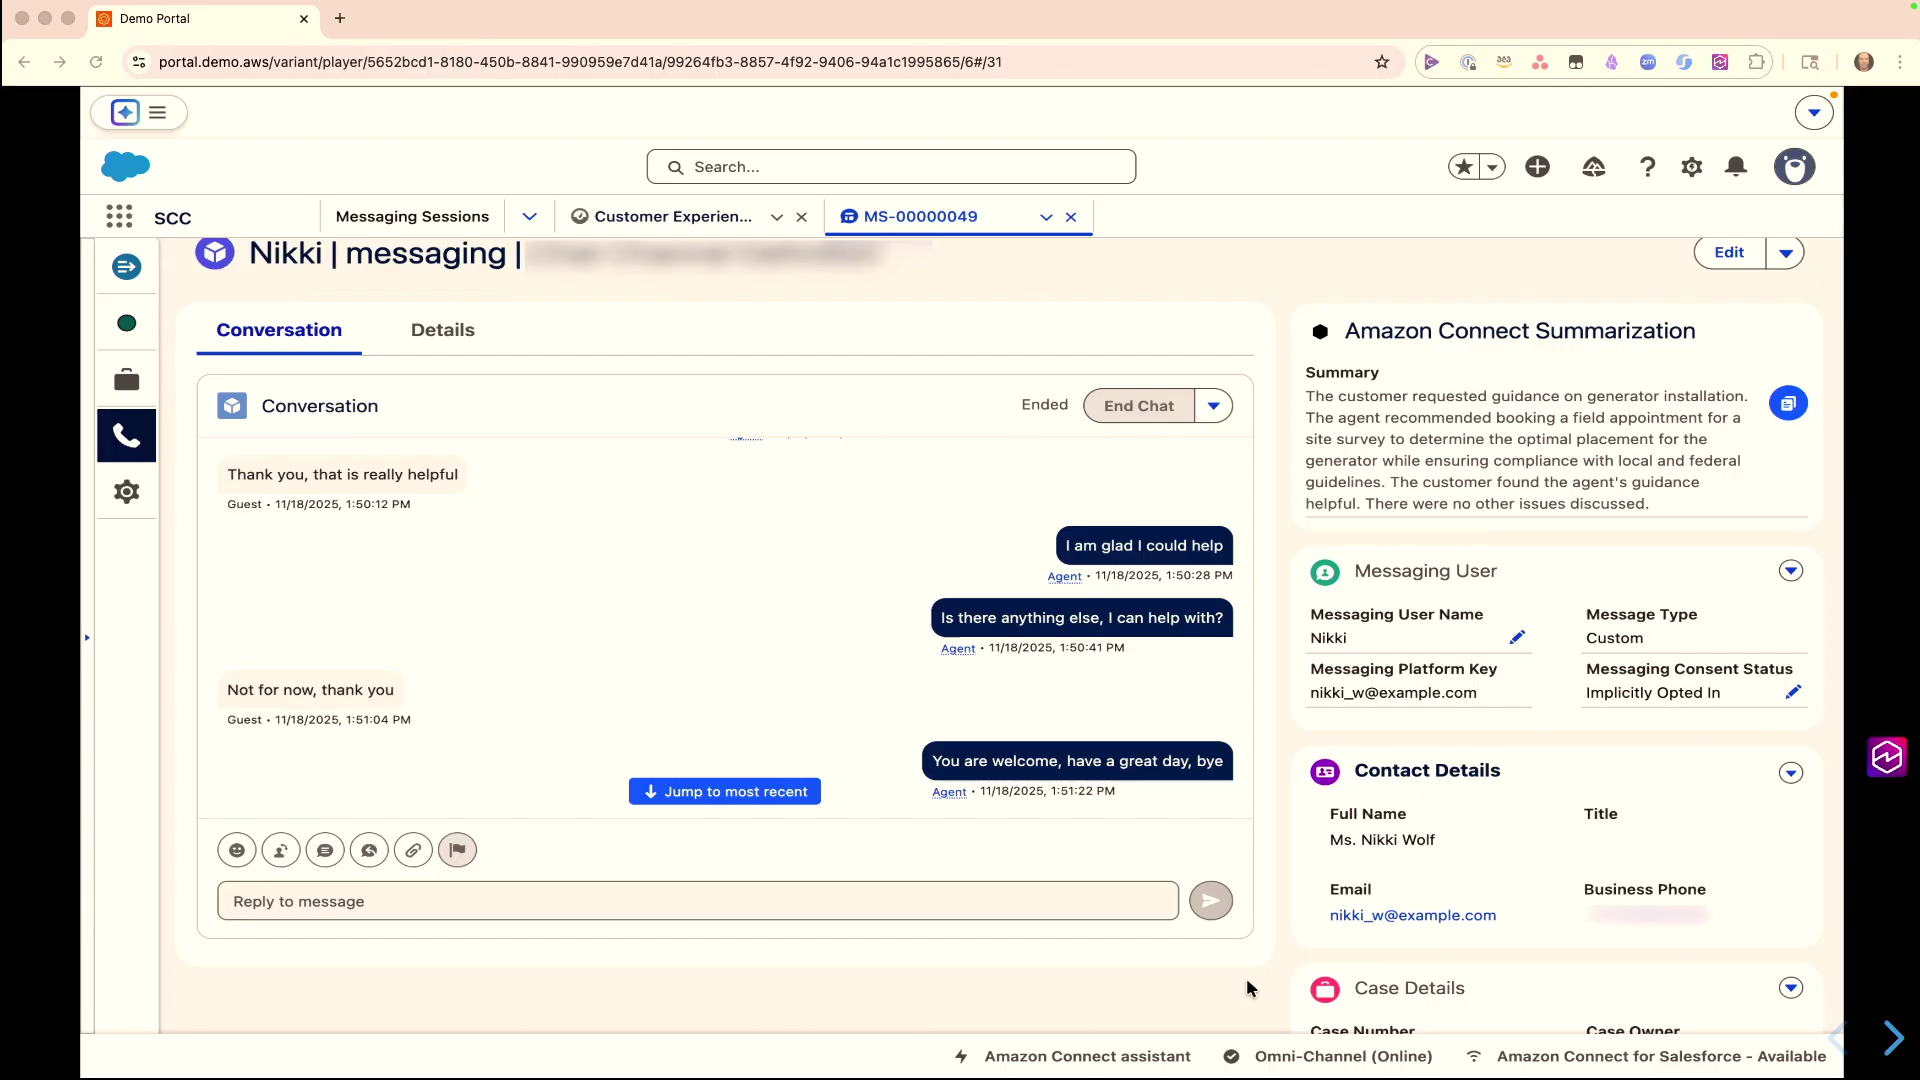 Demo Portal
portal.demo.aws/variant/player/5652bcd1-8180-450b-8841-990959e7d41a/99264fb3-8857-4f92-9406-94a1c1995865/6#/31
Search...
SCC
Messaging Sessions
Customer Experien...
MS-00000049
Nikki | messaging |
Edit
Conversation
Details
Conversation
Ended
End Chat
Thank you, that is really helpful
Guest • 11/18/2025, 1:50:12 PM
I am glad I could help
Agent • 11/18/2025, 1:50:28 PM
Is there anything else, I can help with?
Agent • 11/18/2025, 1:50:41 PM
Not for now, thank you
Guest • 11/18/2025, 1:51:04 PM
You are welcome, have a great day, bye
Agent • 11/18/2025, 1:51:22 PM
Jump to most recent
Reply to message
Amazon Connect Summarization
Summary
The customer requested guidance on generator installation.
The agent recommended booking a field appointment for a
site survey to determine the optimal placement for the
generator while ensuring compliance with local and federal
guidelines. The customer found the agent's guidance
helpful. There were no other issues discussed.
Messaging User
Messaging User Name
Nikki
Message Type
Custom
Messaging Platform Key
nikki_w@example.com
Messaging Consent Status
Implicitly Opted In
Contact Details
Full Name
Ms. Nikki Wolf
Title
Email
nikki_w@example.com
Business Phone
Case Details
Case Number
Case Owner
Amazon Connect assistant
Omni-Channel (Online)
Amazon Connect for Salesforce - Available